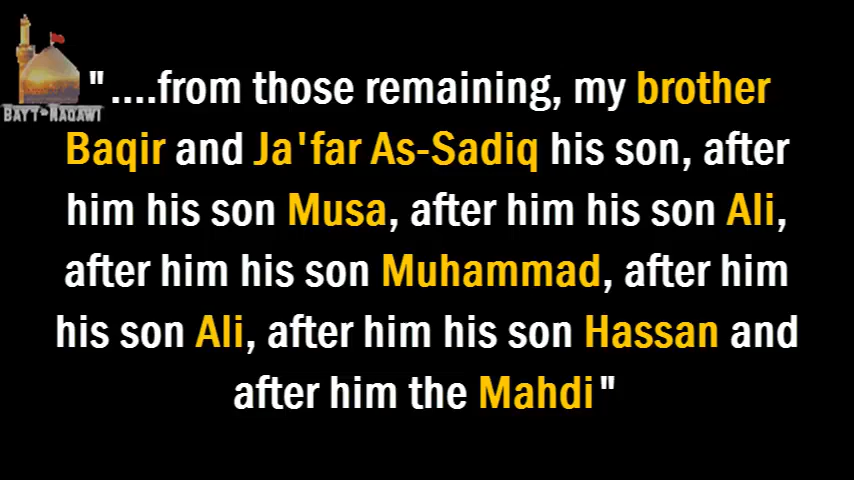 BAYT-NAQAWI
"....from those remaining, my brother
Baqir and Ja'far As-Sadiq his son, after
him his son Musa, after him his son Ali,
after him his son Muhammad, after him
his son Ali, after him his son Hassan and
after him the Mahdi"